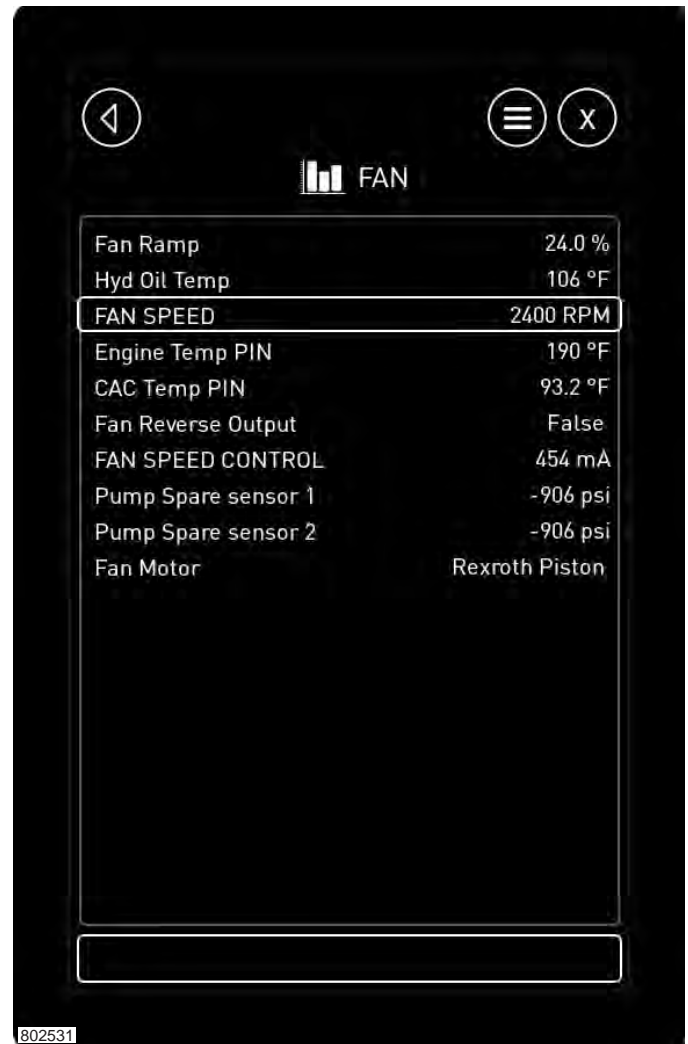 X
FAN
Fan Ramp 24.0 %
Hyd Oil Temp 106 °F
FAN SPEED 2400 RPM
Engine Temp PIN 190 °F
CAC Temp PIN 93.2 °F
Fan Reverse Output False
FAN SPEED CONTROL 454 mA
Pump Spare sensor 1 -906 psi
Pump Spare sensor 2 -906 psi
Fan Motor Rexroth Piston
802531